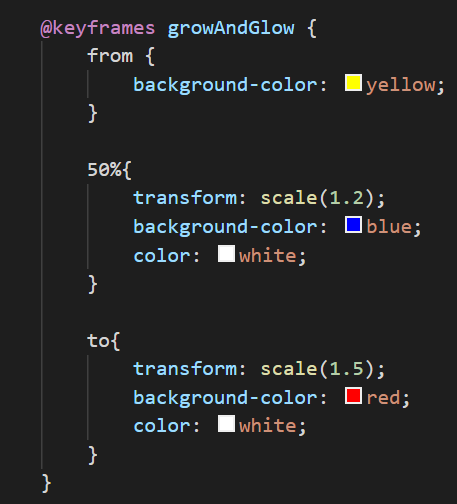 @keyframes growAndGlow {
    from {
        background-color: yellow;
    }

    50%{
        transform: scale(1.2);
        background-color: blue;
        color: white;
    }

    to{
        transform: scale(1.5);
        background-color: red;
        color: white;
    }
}